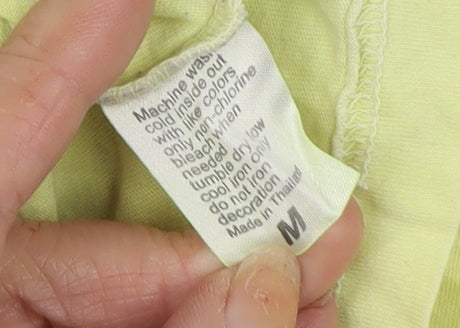 Machine wash
cold inside out
with like colors
only non-chlorine
bleach when
needed
tumble dry low
cool iron only
do not iron
decoration
Made in Thailand
M